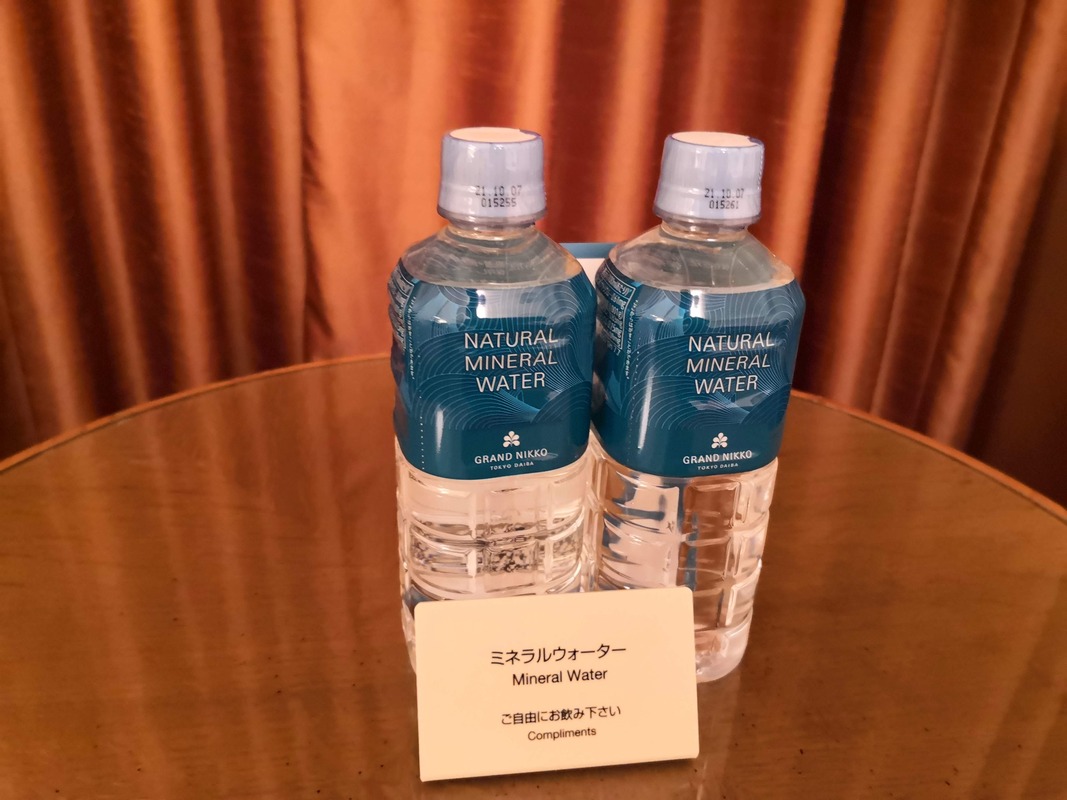 21.10.07
015255
21.10.07
015261
NATURAL
MINERAL
WATER
GRAND NIKKO
TOKYO DAIBA
NATURAL
MINERAL
WATER
GRAND NIKKO
TOKYO DAIBA
ミネラルウォーター
Mineral Water
ご自由にお飲み下さい
Compliments